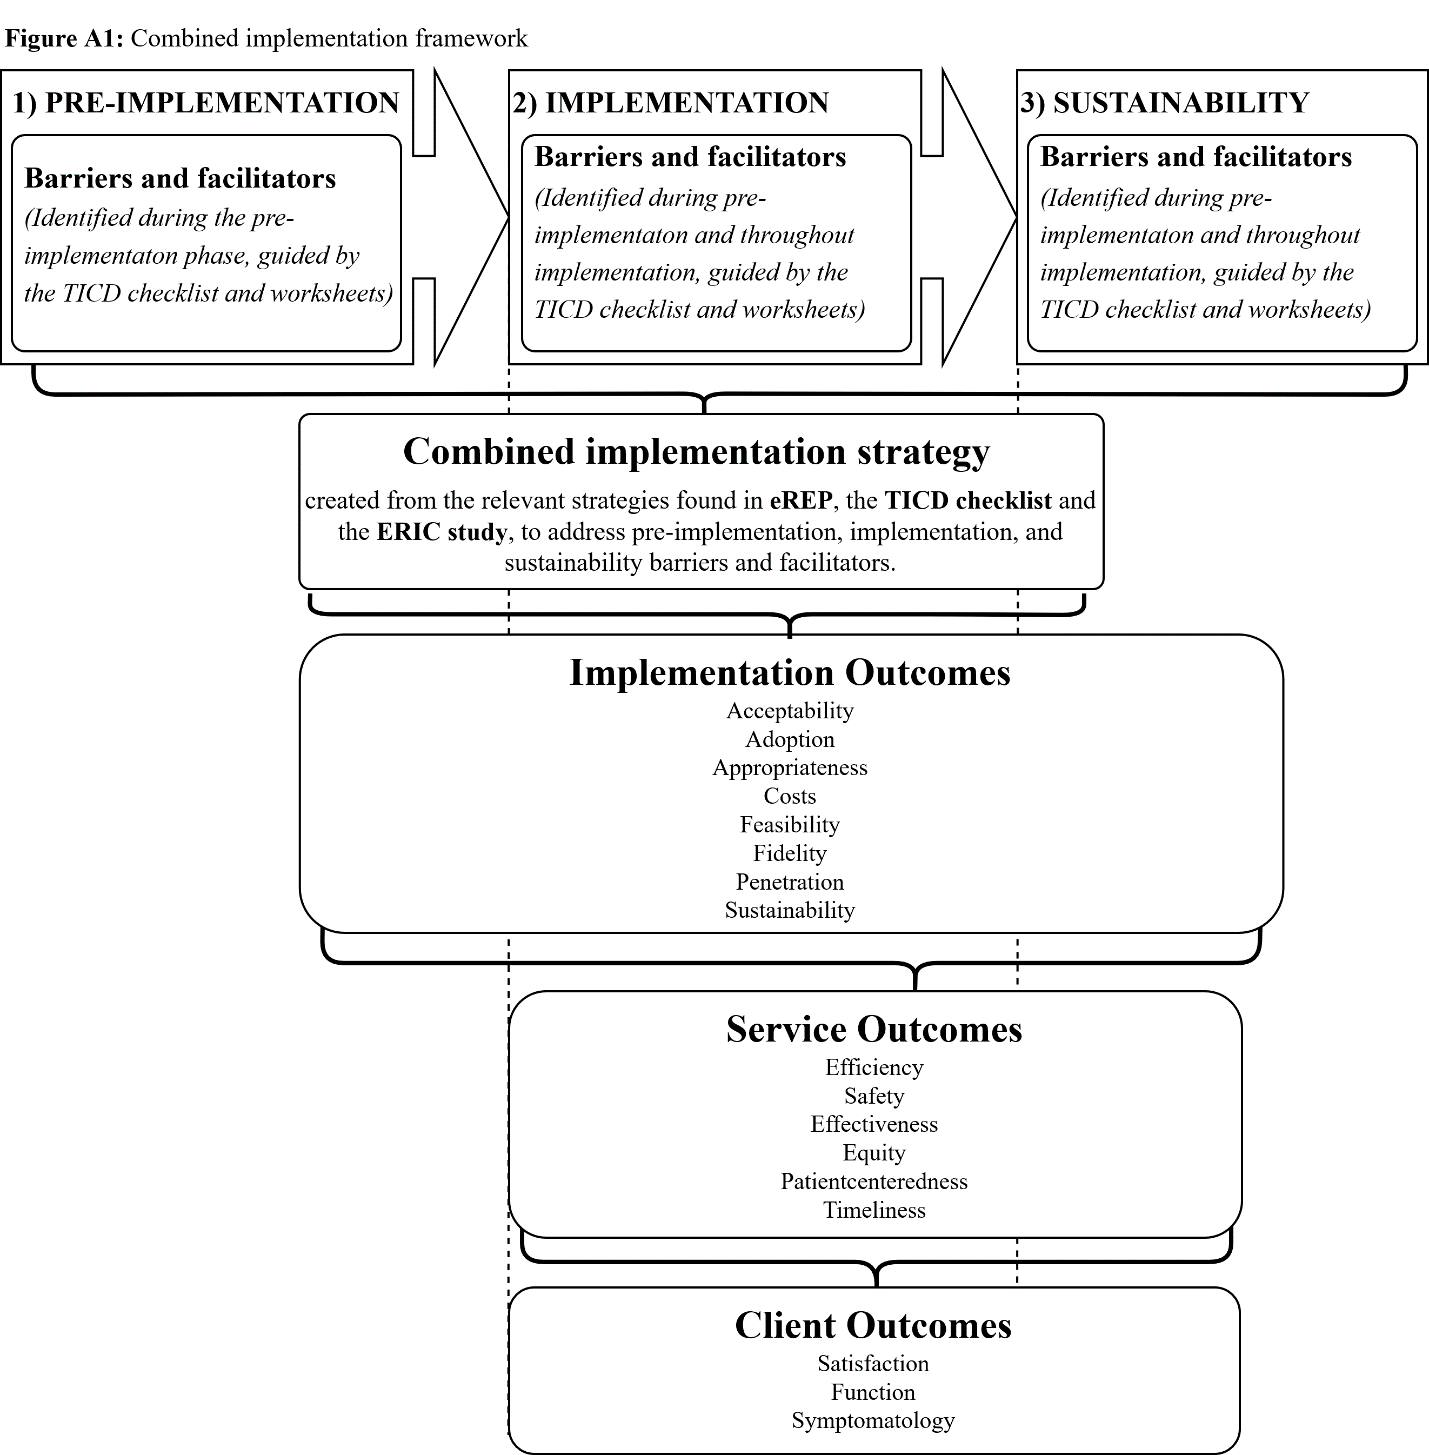 Figure A1: Combined implementation framework
1) PRE-IMPLEMENTATION
Barriers and facilitators
(Identified during the pre-
implementaton phase, guided by
the TICD checklist and worksheets)
2) IMPLEMENTATION
Barriers and facilitators
(Identified during pre-
implementaton and throughout
implementation, guided by the
TICD checklist and worksheets)
3) SUSTAINABILITY
Barriers and facilitators
(Identified during pre-
implementaton and throughout
implementation, guided by the
TICD checklist and worksheets)
Combined implementation strategy
created from the relevant strategies found in eREP, the TICD checklist and
the ERIC study, to address pre-implementation, implementation, and
sustainability barriers and facilitators.
Implementation Outcomes
Acceptability
Adoption
Appropriateness
Costs
Feasibility
Fidelity
Penetration
Sustainability
Service Outcomes
Efficiency
Safety
Effectiveness
Equity
Patientcenteredness
Timeliness
Client Outcomes
Satisfaction
Function
Symptomatology